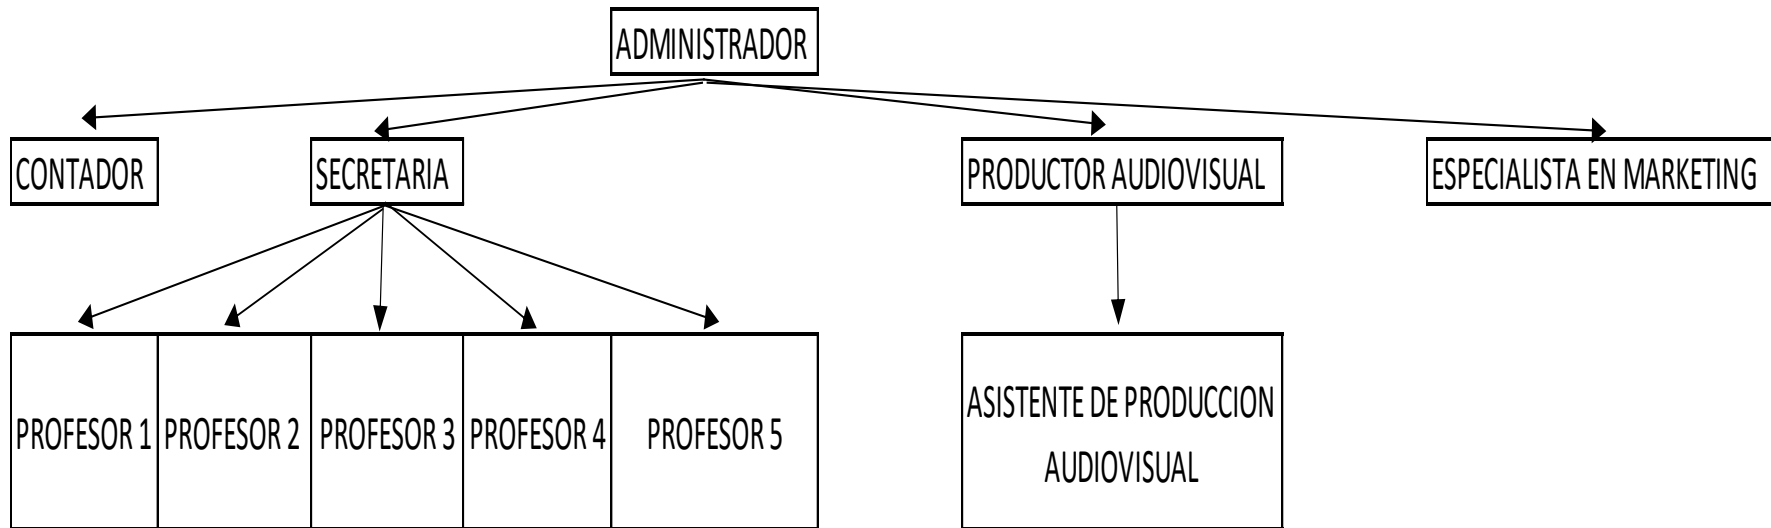 ADMINISTRADOR
CONTADOR
SECRETARIA
PRODUCTOR AUDIOVISUAL
ESPECIALISTA EN MARKETING
PROFESOR 1
PROFESOR 2
PROFESOR 3
PROFESOR 4
PROFESOR 5
ASISTENTE DE PRODUCCION
AUDIOVISUAL